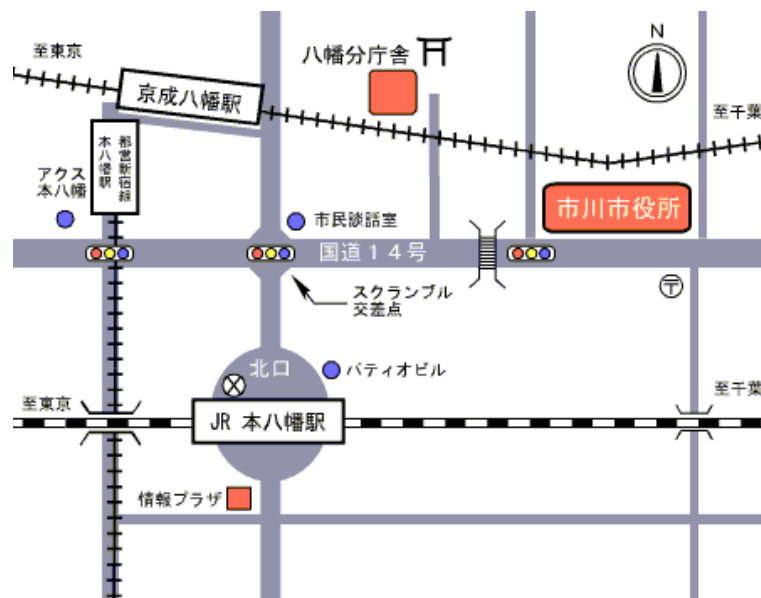 至東京
八幡分庁舎
N
京成八幡駅
至千葉
都営新宿線
本八幡駅
アクス
本八幡
市川市役所
市民談話室
国道１４号
スクランブル
交差点
〒
北口
パティオビル
至東京
至千葉
JR 本八幡駅
情報プラザ